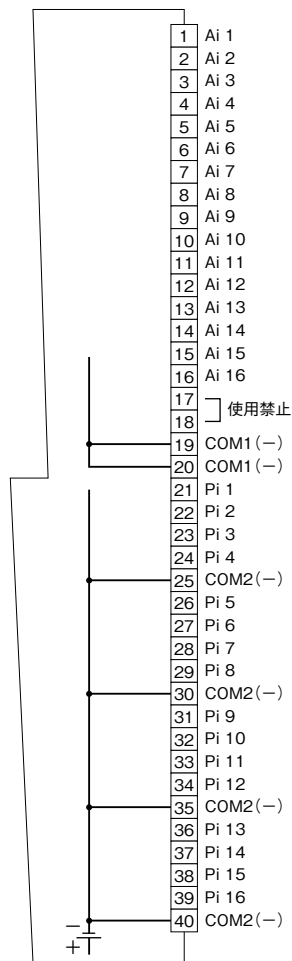 1 Ai 1
2 Ai 2
3 Ai 3
4 Ai 4
5 Ai 5
6 Ai 6
7 Ai 7
8 Ai 8
9 Ai 9
10 Ai 10
11 Ai 11
12 Ai 12
13 Ai 13
14 Ai 14
15 Ai 15
16 Ai 16
17
使用禁止
18
19 COM1(−)
20 COM1(−)
21 Pi 1
22 Pi 2
23 Pi 3
24 Pi 4
25 COM2(−)
26 Pi 5
27 Pi 6
28 Pi 7
29 Pi 8
30 COM2(−)
31 Pi 9
32 Pi 10
33 Pi 11
34 Pi 12
35 COM2(−)
36 Pi 13
37 Pi 14
38 Pi 15
39 Pi 16
40 COM2(−)
−
+